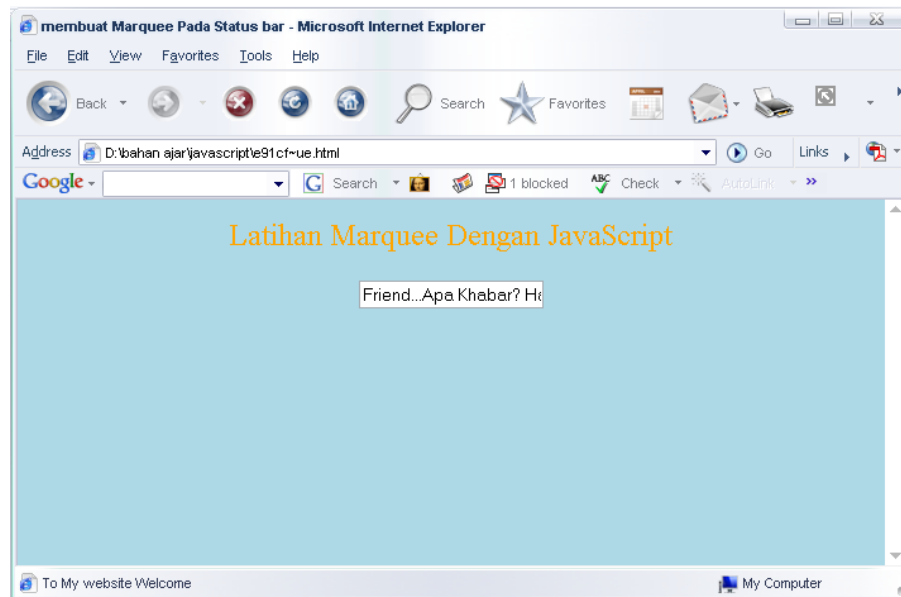 membuat Marquee Pada Status bar - Microsoft Internet Explorer
File Edit View Favorites Tools Help
Back Search Favorites
Address D:\bahan ajar\javascript\e91cf~ue.html Go Links
Google Search 1 blocked ABC Check AutoLink
Latihan Marquee Dengan JavaScript
Friend...Apa Khabar? Ha
To My website Welcome My Computer